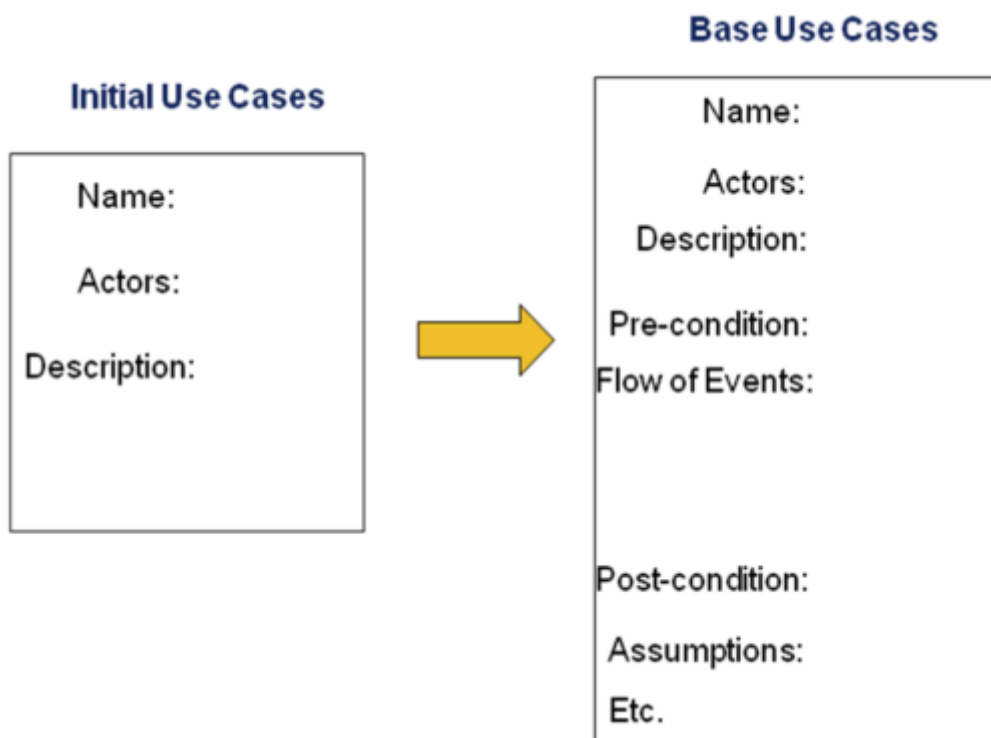 Initial Use Cases
Name:
Actors:
Description:
Base Use Cases
Name:
Actors:
Description:
Pre-condition:
Flow of Events:
Post-condition:
Assumptions:
Etc.